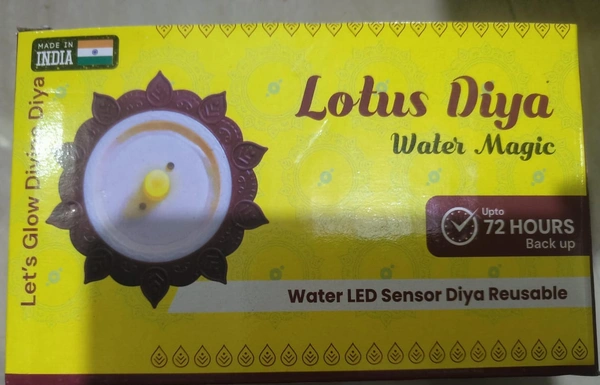 MADE IN
INDIA
Let's Glow Divine Diya
Lotus Diya
Water Magic
Upto
72 HOURS
Back up
Water LED Sensor Diya Reusable